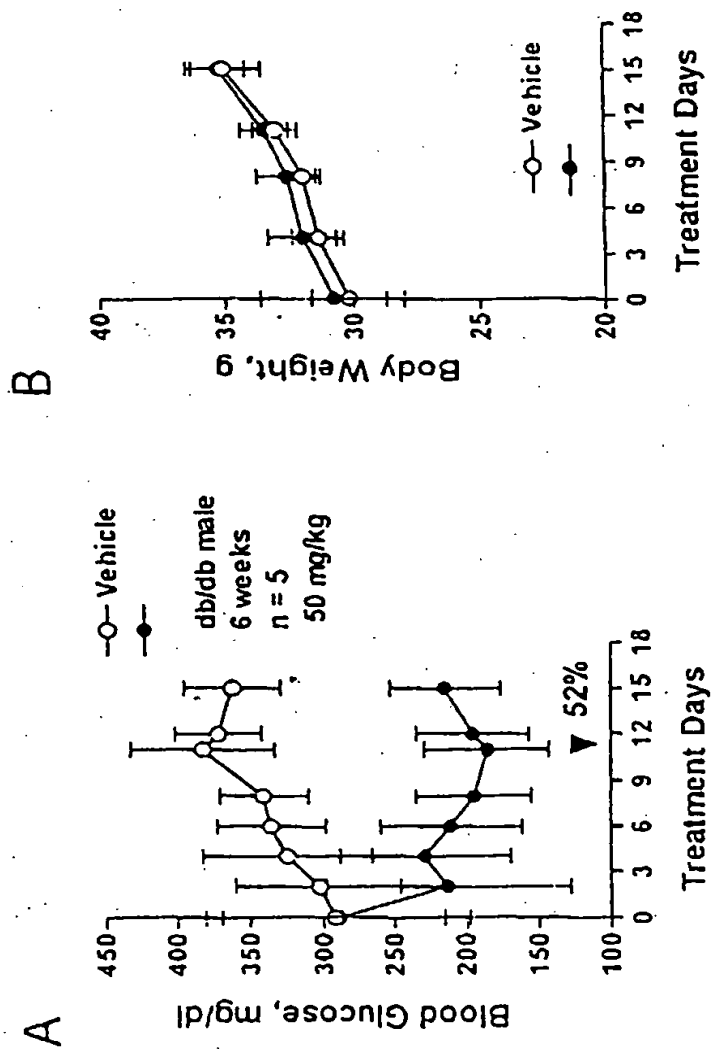 A
Blood Glucose, mg/dl
450
400
350
300
250
200
150
100
0
3
6
9
12
15
18
Treatment Days
Vehicle
db/db male
6 weeks
n = 5
50 mg/kg
52%
B
Body Weight, g
40
35
30
25
20
0
3
6
9
12
15
18
Treatment Days
Vehicle